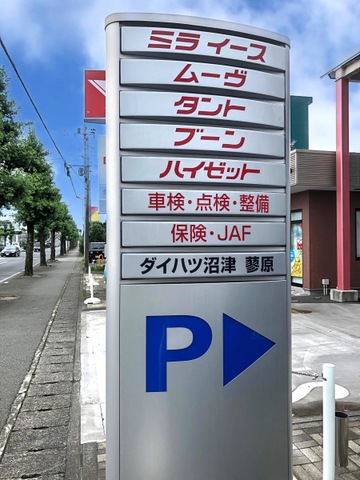 ミラ イース
ムーヴ
タント
ブーン
ハイゼット
車検・点検・整備
保険・JAF
ダイハツ沼津 蓼原
P